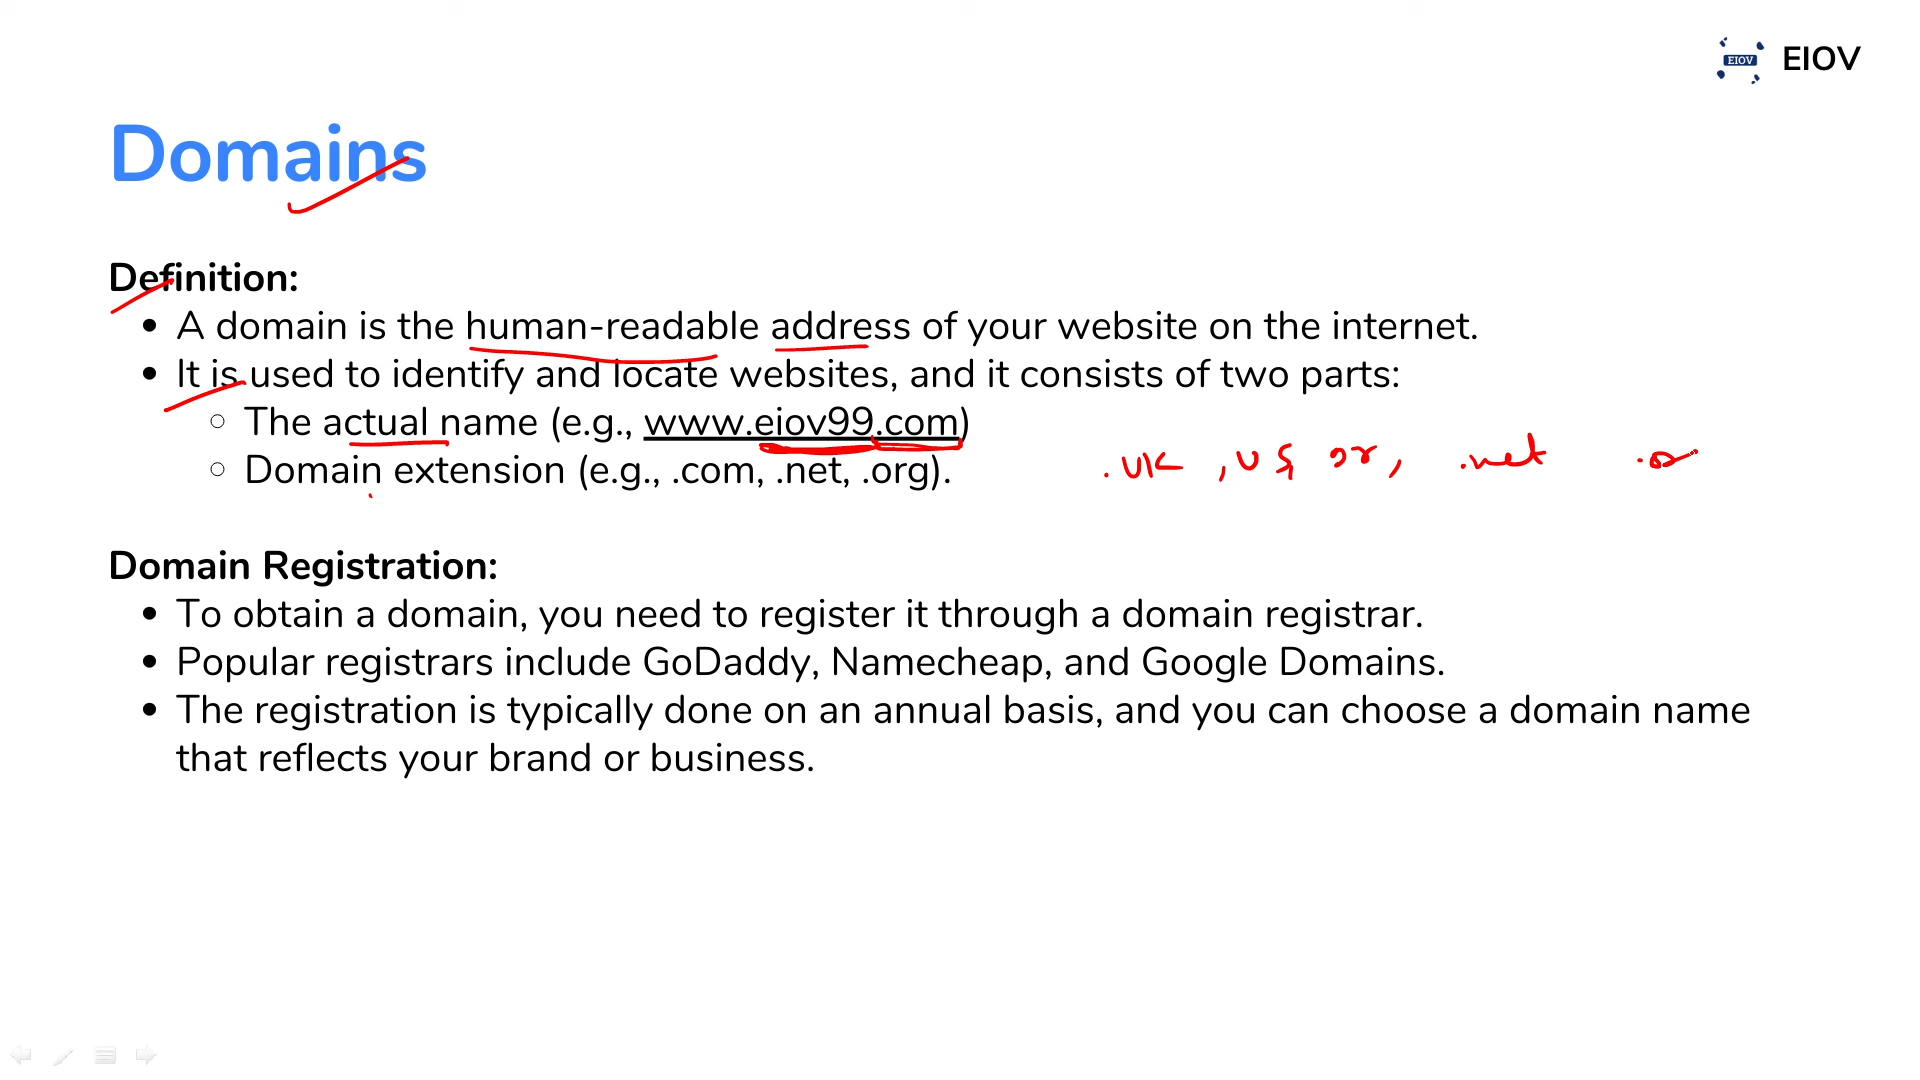 EIOV EIOV
Domains
Definition:
• A domain is the human-readable address of your website on the internet.
• It is used to identify and locate websites, and it consists of two parts:
○ The actual name (e.g., www.eiov99.com)
○ Domain extension (e.g., .com, .net, .org).
.UK , US or, .net
Domain Registration:
• To obtain a domain, you need to register it through a domain registrar.
• Popular registrars include GoDaddy, Namecheap, and Google Domains.
• The registration is typically done on an annual basis, and you can choose a domain name
that reflects your brand or business.